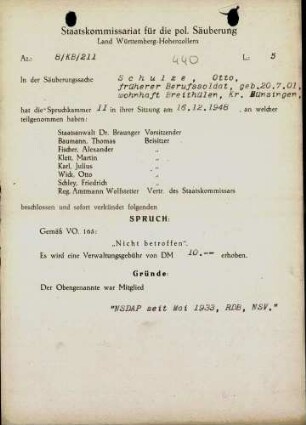 Staatskommissariat für die pol. Säuberung
Land Württemberg-Hohenzollern
Az.: 8/KB/211 440 L: 5
In der Säuberungssache Schulze, Otto,
früherer Berufssoldat, geb.20.7.01,
wohnhaft Breithülen, Kr. Münsingen,
hat die Spruchkammer II in ihrer Sitzung am 16.12.1948, an welcher
teilgenommen haben:
Staatsanwalt Dr. Braunger Vorsitzender
Baumann, Thomas Beisitzer
Fischer, Alexander "
Klett, Martin "
Karl, Julius "
Wick, Otto "
Schley, Friedrich "
Reg. Amtmann Wellstetter Vertr. des Staatskommissars
beschlossen und sofort verkündet folgenden
SPRUCH:
Gemäß VO. 165:
„Nicht betroffen".
Es wird eine Verwaltungsgebühr von DM 10.-- erhoben.
Gründe:
Der Obengenannte war Mitglied
"NSDAP seit Mai 1933, RDB, NSV."